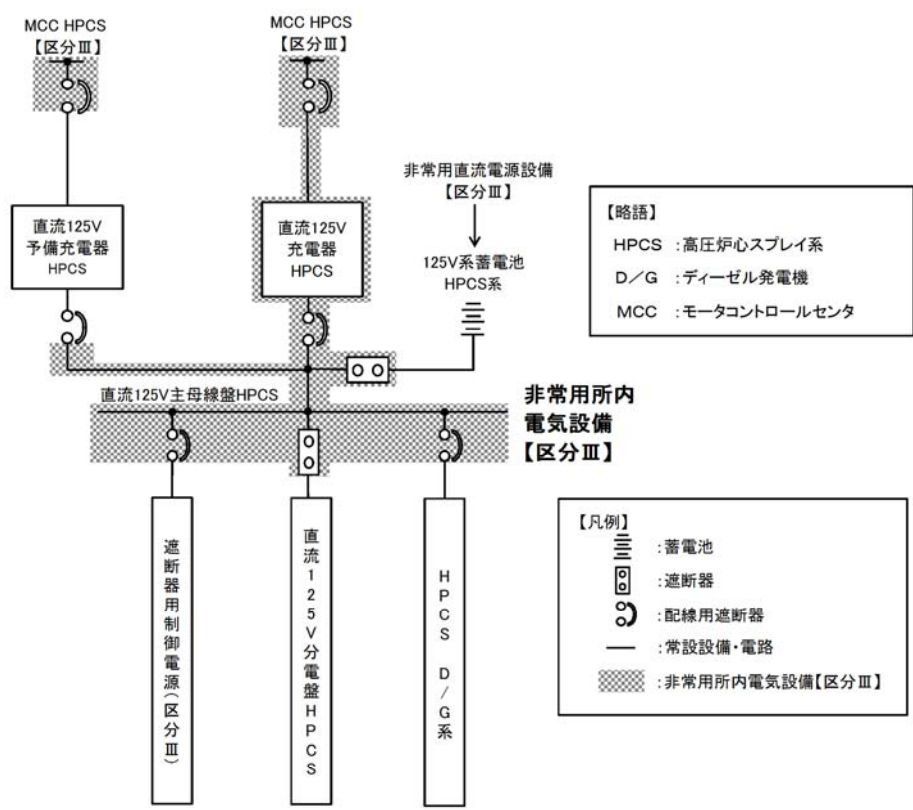 MCC HPCS
【区分Ⅲ】
MCC HPCS
【区分Ⅲ】
非常用直流電源設備
【区分Ⅲ】
直流125V
予備充電器
HPCS
直流125V
充電器
HPCS
125V系蓄電池
HPCS系
【略語】
HPCS :高圧炉心スプレイ系
D/G :ディーゼル発電機
MCC :モータコントロールセンタ
直流125V主母線盤HPCS
非常用所内
電気設備
【区分Ⅲ】
遮断器用制御電源(区分Ⅲ)
直流125V分電盤HPCS
HPCS D/G系
【凡例】
:蓄電池
:遮断器
:配線用遮断器
:常設設備・電路
:非常用所内電気設備【区分Ⅲ】